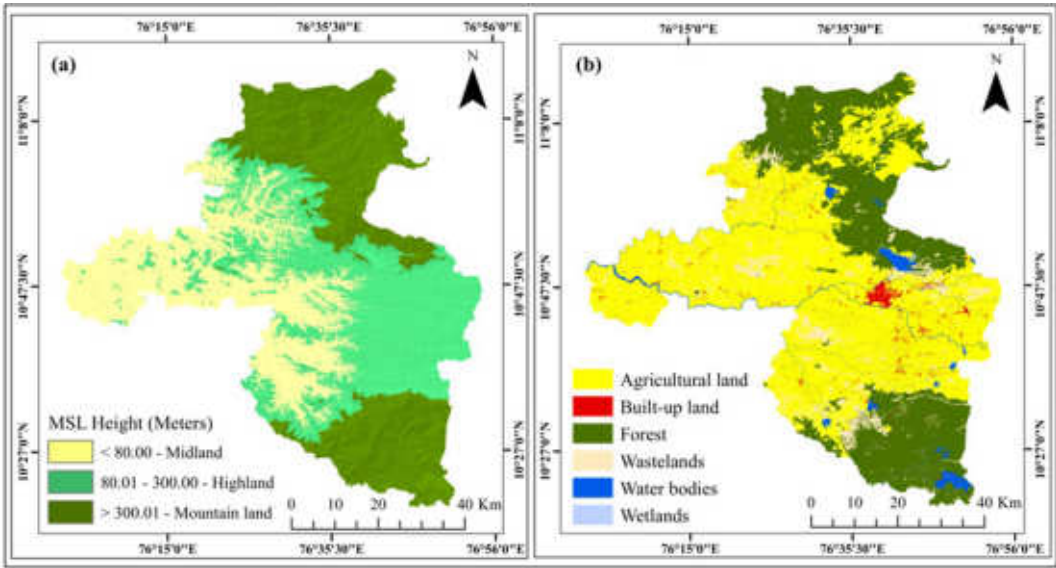 76°15'0"E 76°35'30"E 76°56'0"E
(a)
N
11°8'0"N
11°8'0"N
10°47'30"N
10°47'30"N
10°27'0"N
10°27'0"N
MSL Height (Meters)
< 80.00 - Midland
80.01 - 300.00 - Highland
> 300.01 - Mountain land
0 10 20 40 Km
76°15'0"E 76°35'30"E 76°56'0"E
76°15'0"E 76°35'30"E 76°56'0"E
(b)
N
11°8'0"N
11°8'0"N
10°47'30"N
10°47'30"N
10°27'0"N
10°27'0"N
Agricultural land
Built-up land
Forest
Wastelands
Water bodies
Wetlands
0 10 20 40 Km
76°15'0"E 76°35'30"E 76°56'0"E